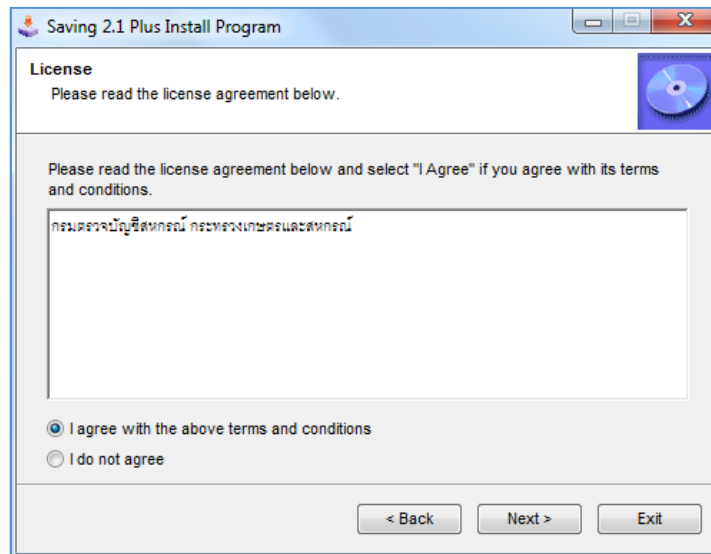 Saving 2.1 Plus Install Program
License
Please read the license agreement below.
Please read the license agreement below and select "I Agree" if you agree with its terms
and conditions.
กรมตรวจบัญชีสหกรณ์ กระทรวงเกษตรและสหกรณ์
I agree with the above terms and conditions
I do not agree
< Back Next > Exit